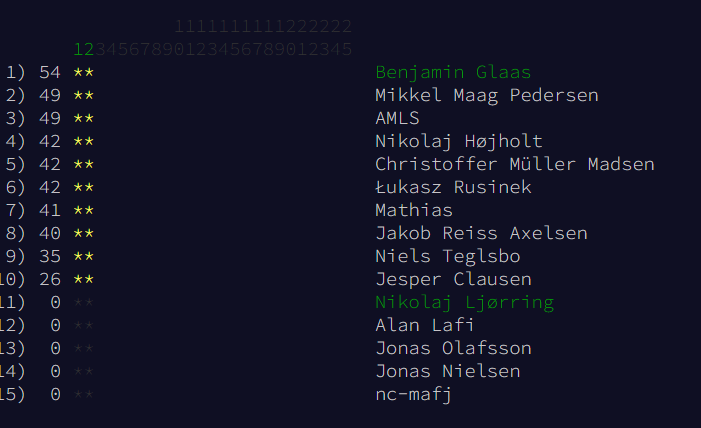 1111111111222222
1234567890123456789012345
1) 54 ** Benjamin Glaas
2) 49 ** Mikkel Maag Pedersen
3) 49 ** AMLS
4) 42 ** Nikolaj Højholt
5) 42 ** Christoffer Müller Madsen
6) 42 ** Łukasz Rusinek
7) 41 ** Mathias
8) 40 ** Jakob Reiss Axelsen
9) 35 ** Niels Teglsbo
10) 26 ** Jesper Clausen
11) 0 ** Nikolaj Ljørring
12) 0 ** Alan Lafi
13) 0 ** Jonas Olafsson
14) 0 ** Jonas Nielsen
15) 0 ** nc-mafj